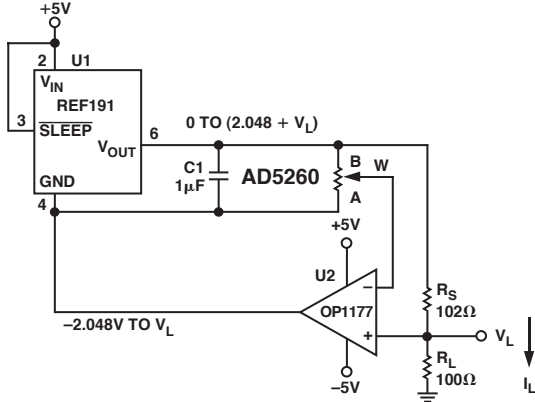 +5V
2
U1
V_IN
REF191
3
SLEEP
V_OUT
6
0 TO (2.048 + V_L)
GND
4
C1
1µF
AD5260
B
W
A
+5V
U2
−
OP1177
+
R_S
102Ω
−2.048V TO V_L
V_L
R_L
100Ω
−5V
I_L